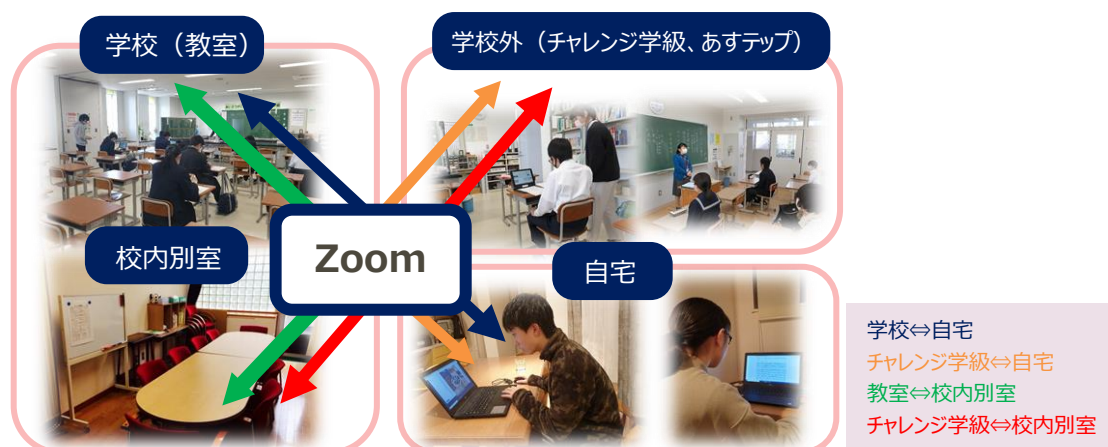 学校（教室）
学校外（チャレンジ学級、あすテップ）
校内別室
Zoom
自宅
学校⇔自宅
チャレンジ学級⇔自宅
教室⇔校内別室
チャレンジ学級⇔校内別室